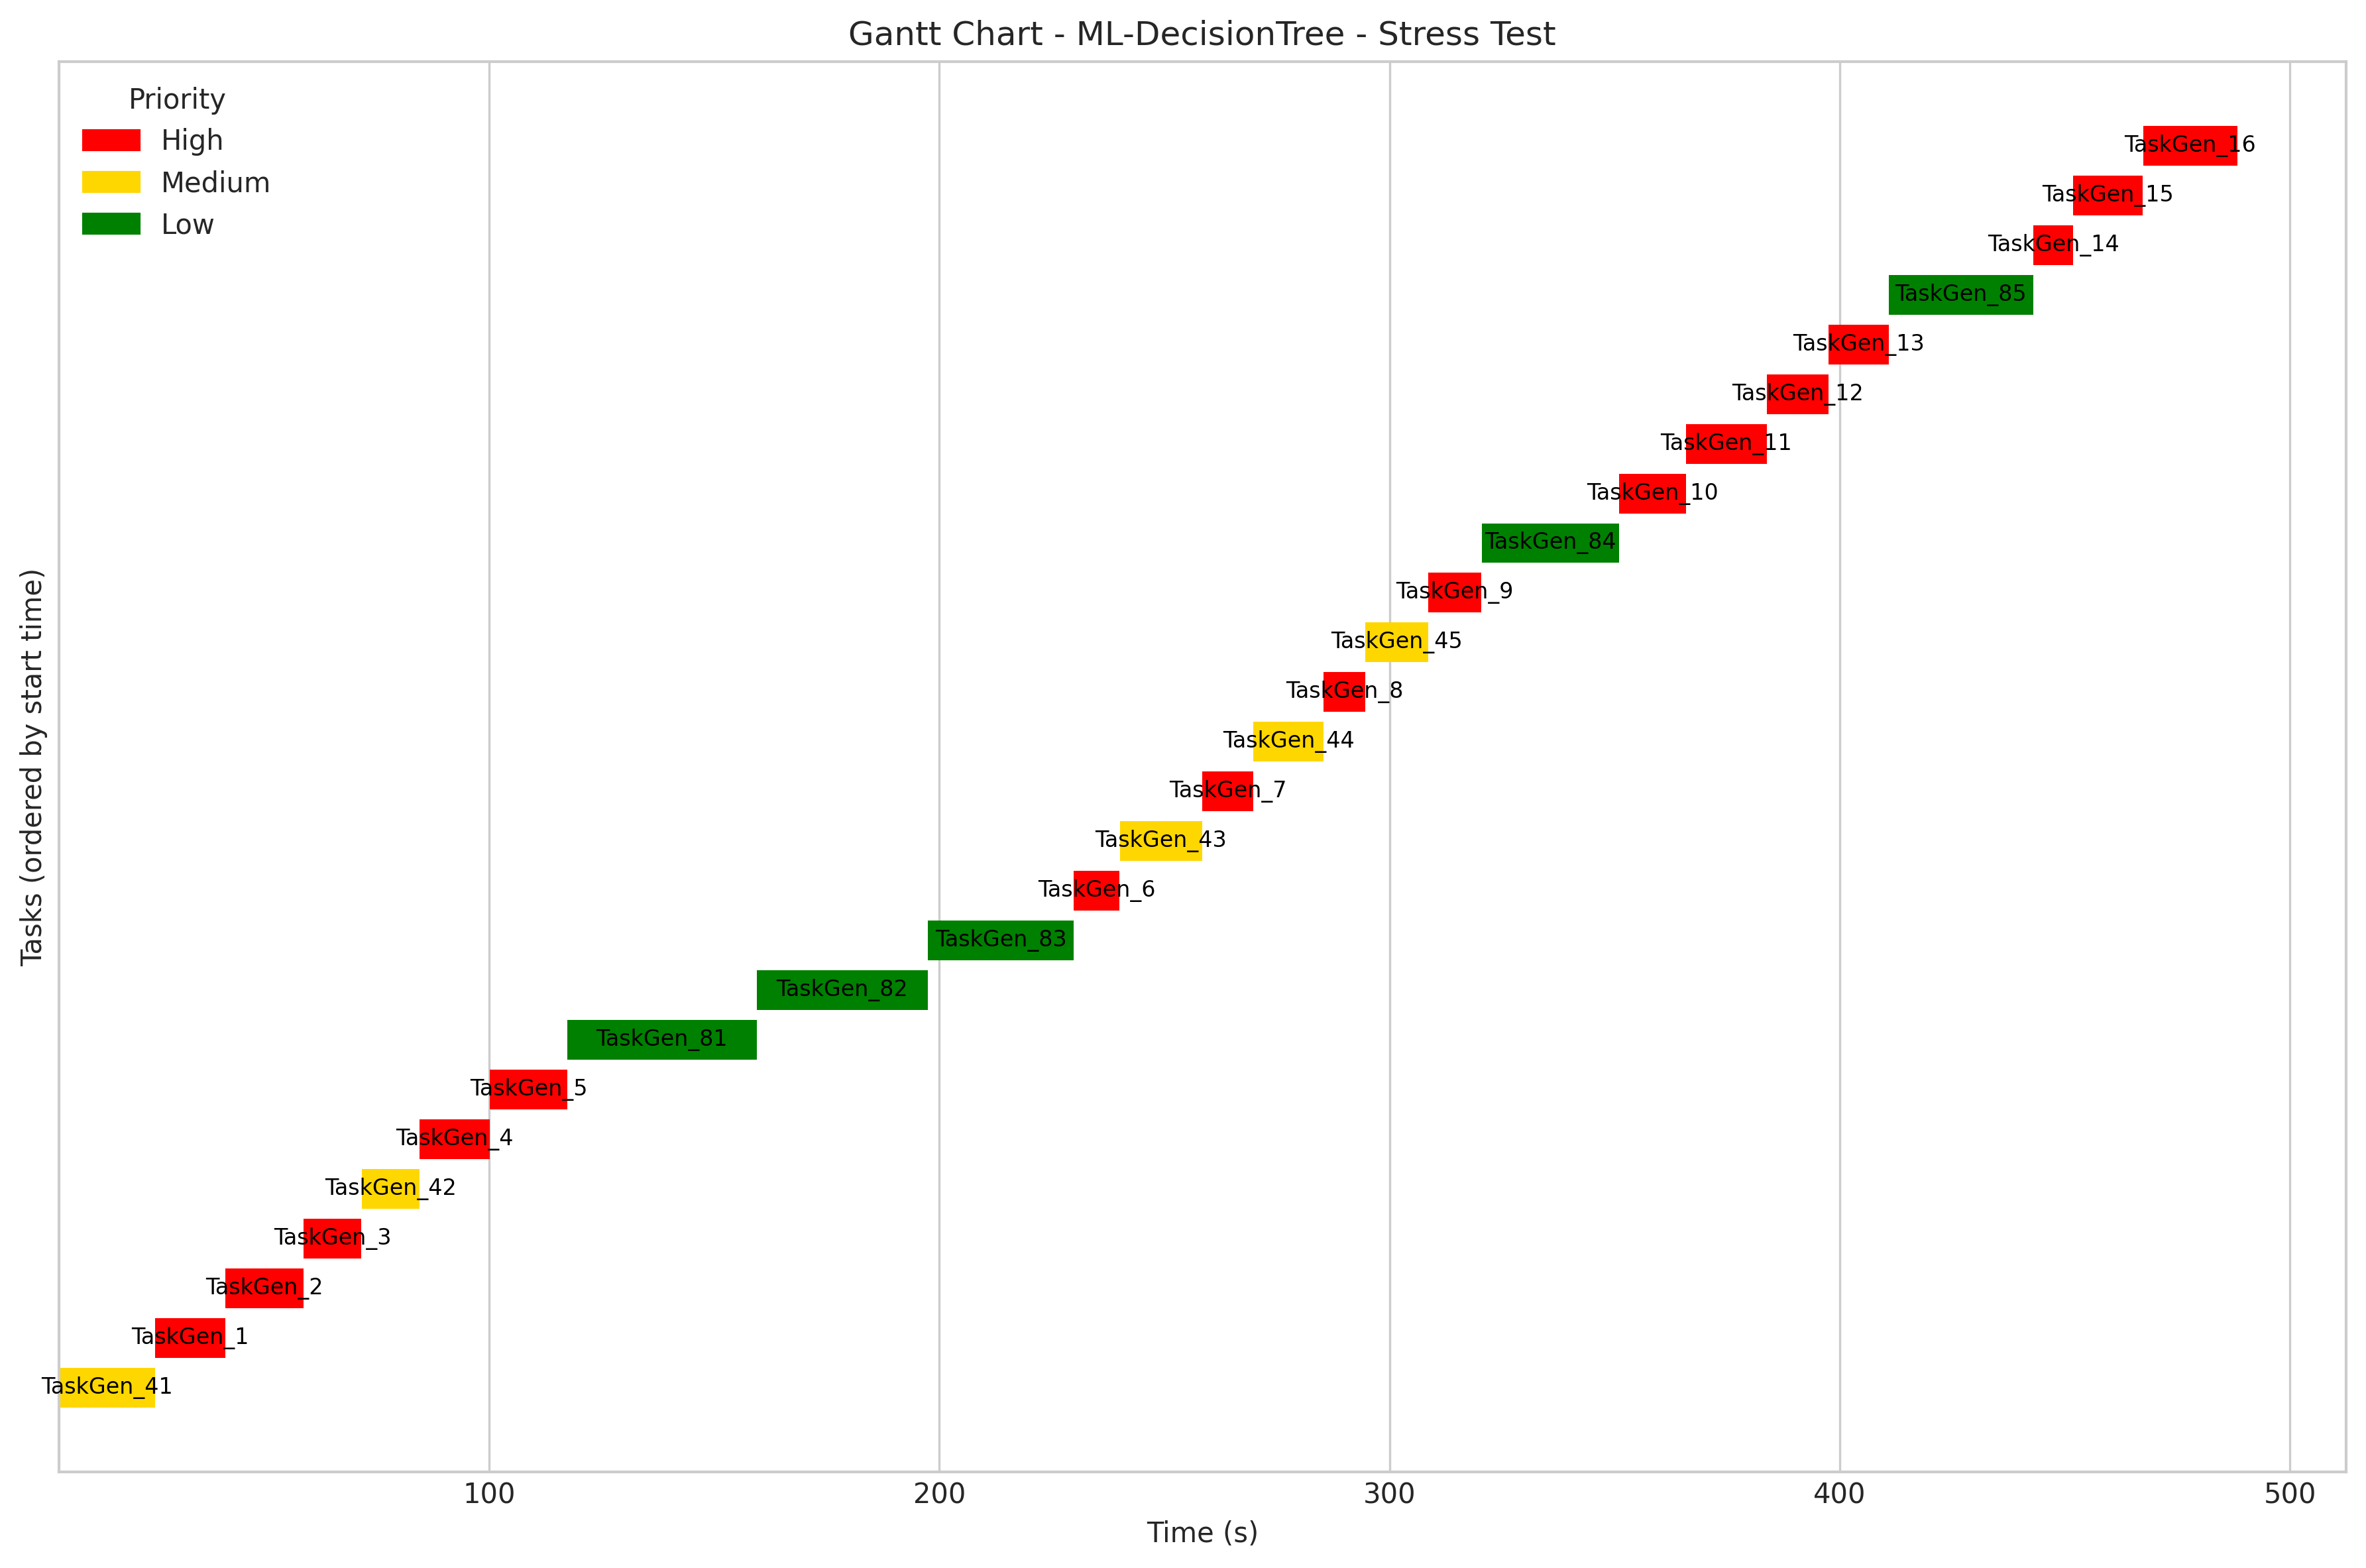 Gantt Chart - ML-DecisionTree - Stress Test
Priority
High
Medium
Low
TaskGen_16
TaskGen_15
TaskGen_14
TaskGen_85
TaskGen_13
TaskGen_12
TaskGen_11
TaskGen_10
TaskGen_84
TaskGen_9
TaskGen_45
TaskGen_8
TaskGen_44
TaskGen_7
TaskGen_43
TaskGen_6
TaskGen_83
TaskGen_82
TaskGen_81
TaskGen_5
TaskGen_4
TaskGen_42
TaskGen_3
TaskGen_2
TaskGen_1
TaskGen_41
Tasks (ordered by start time)
100 200 300 400 500
Time (s)